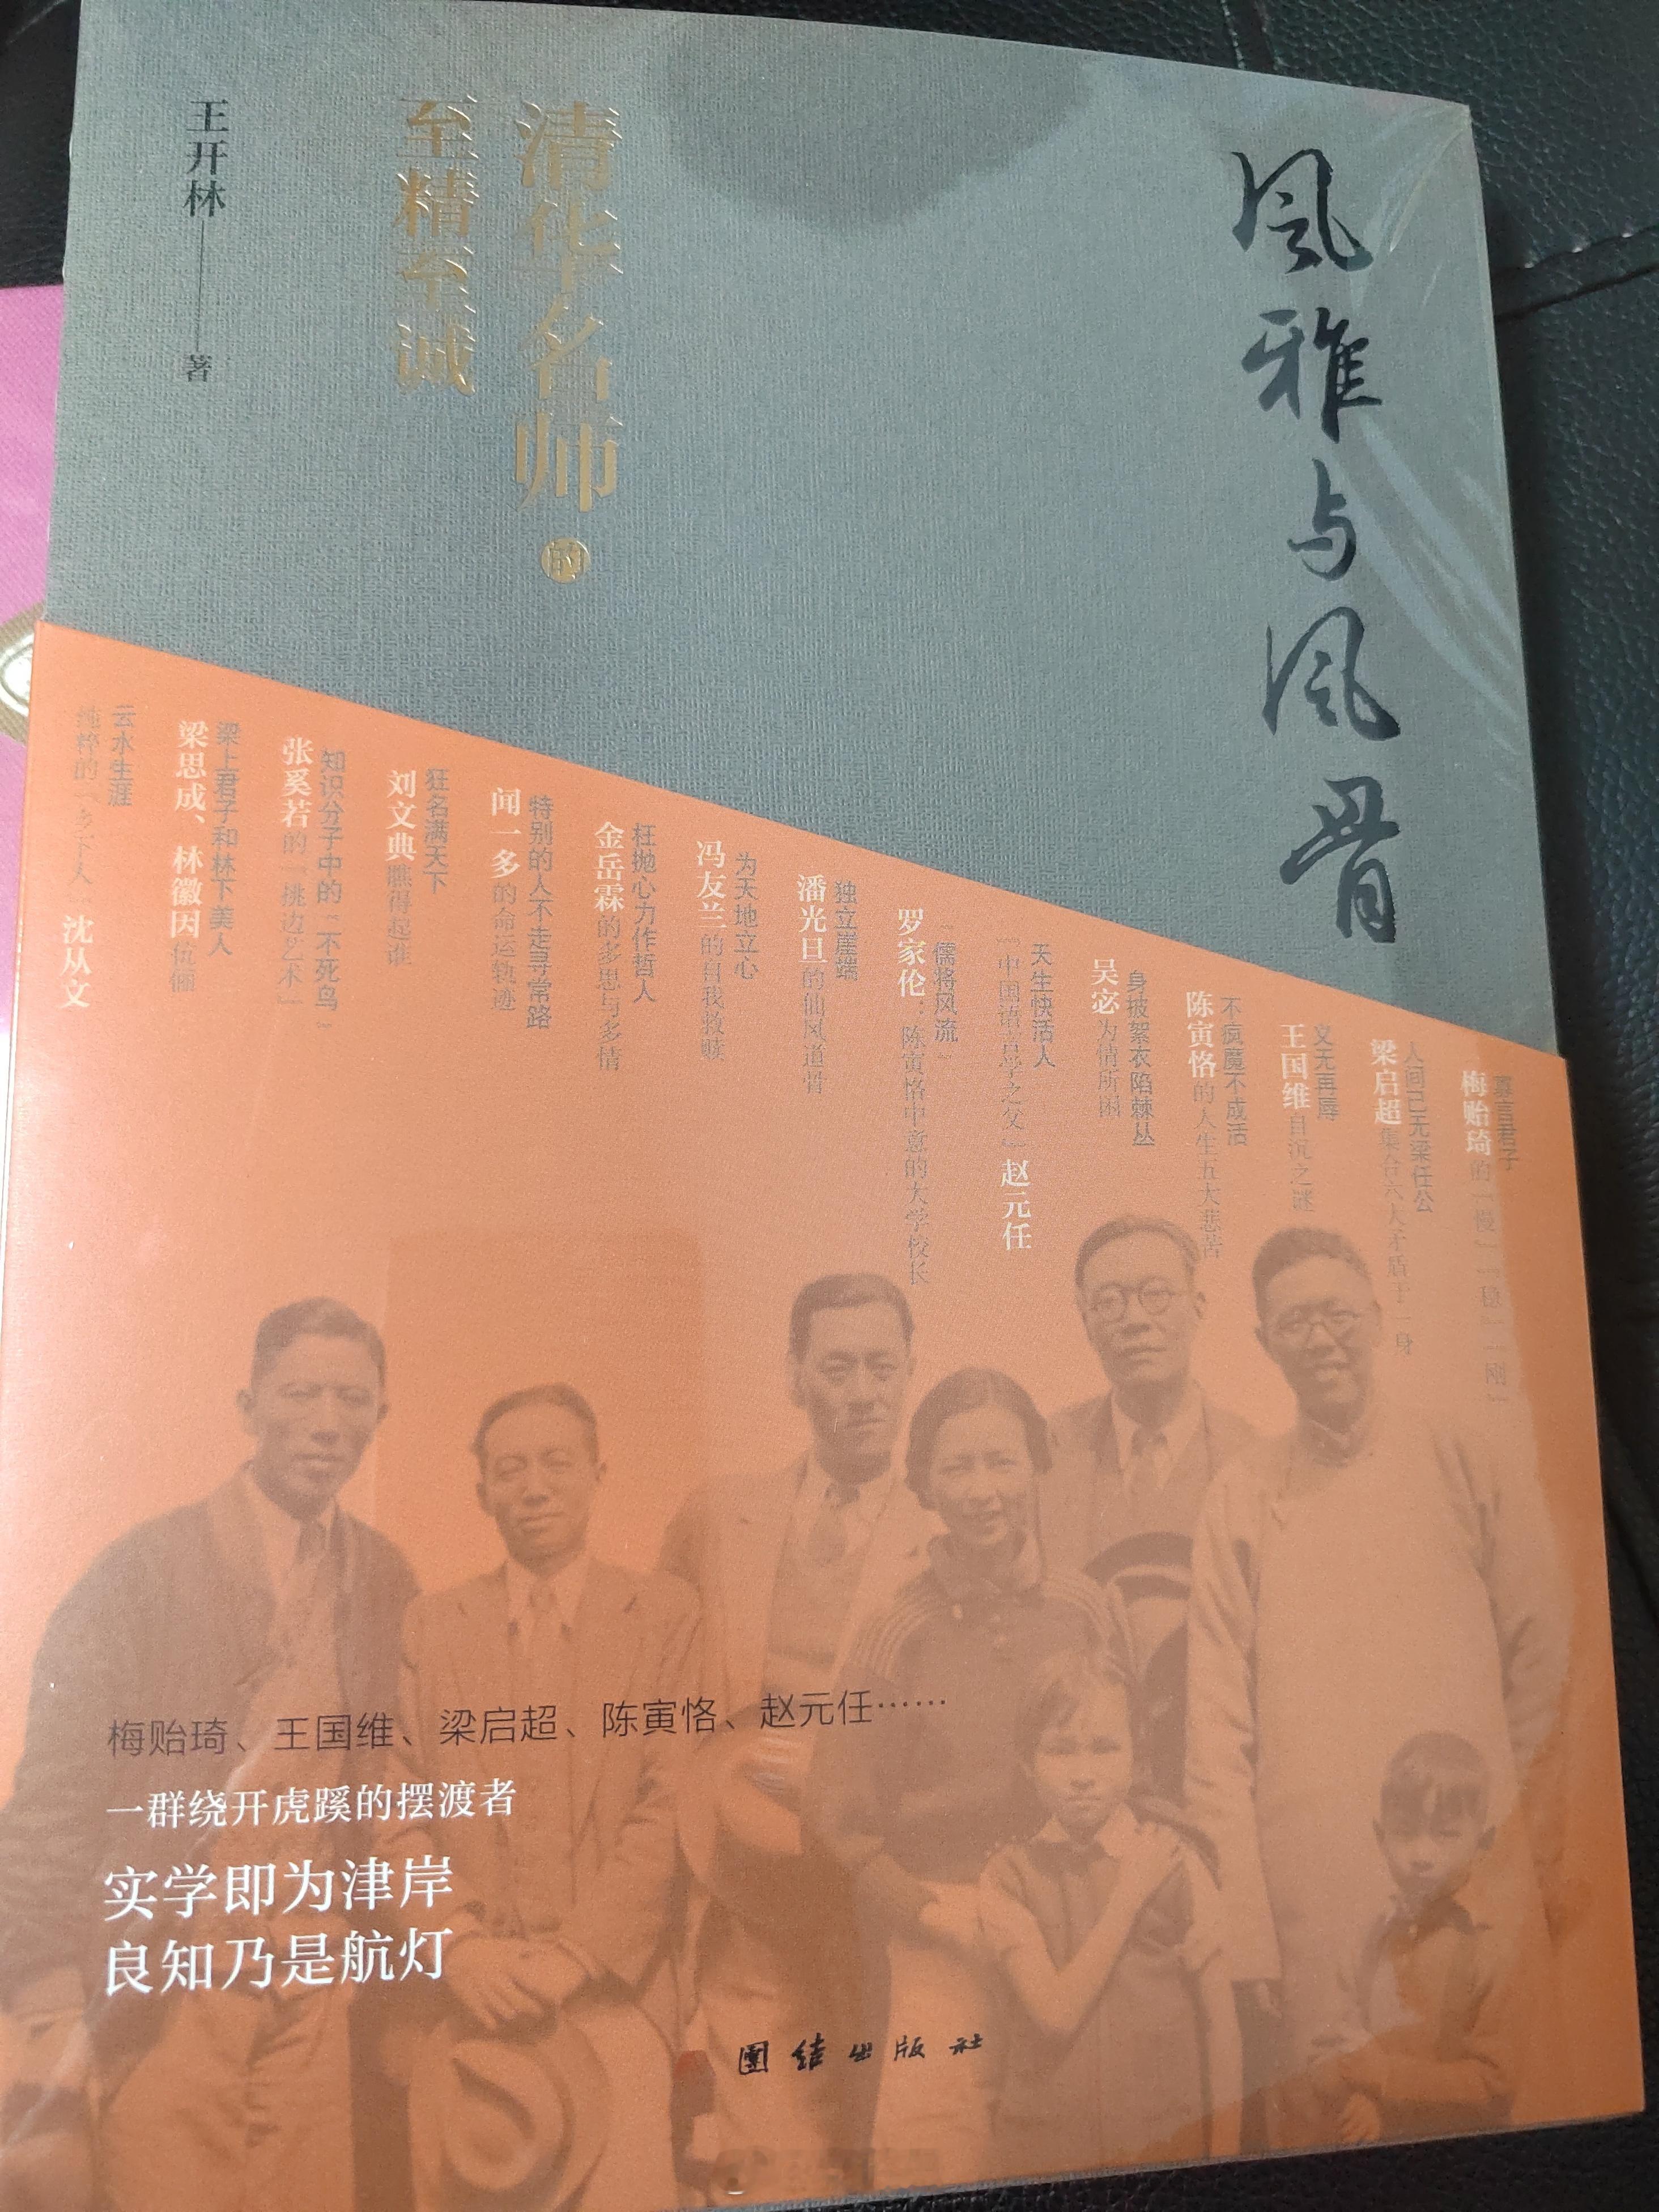 风雅与风骨
清华名师的
至精至诚
王开林——著
寡言君子
梅贻琦的「慢」「稳」「刚」
人间已无梁任公
梁启超集合六大矛盾于一身
义无再辱
王国维自沉之谜
不疯魔不成活
陈寅恪的人生五大悲苦
身披絮衣陷棘丛
吴宓为情所困
天生快活人
「中国语言学之父」赵元任
「儒将风流」
罗家伦：陈寅恪中意的大学校长
独立崖端
潘光旦的仙风道骨
为天地立心
冯友兰的自我救赎
枉抛心力作哲人
金岳霖的多思与多情
特别的人不走寻常路
闻一多的命运轨迹
狂名满天下
刘文典瞧得起谁
知识分子中的「不死鸟」
张奚若的「挑边艺术」
梁上君子和林下美人
梁思成、林徽因伉俪
云水生涯
纯粹的「乡下人」沈从文
梅贻琦、王国维、梁启超、陈寅恪、赵元任……
一群绕开虎蹊的摆渡者
实学即为津岸
良知乃是航灯
團结出版社